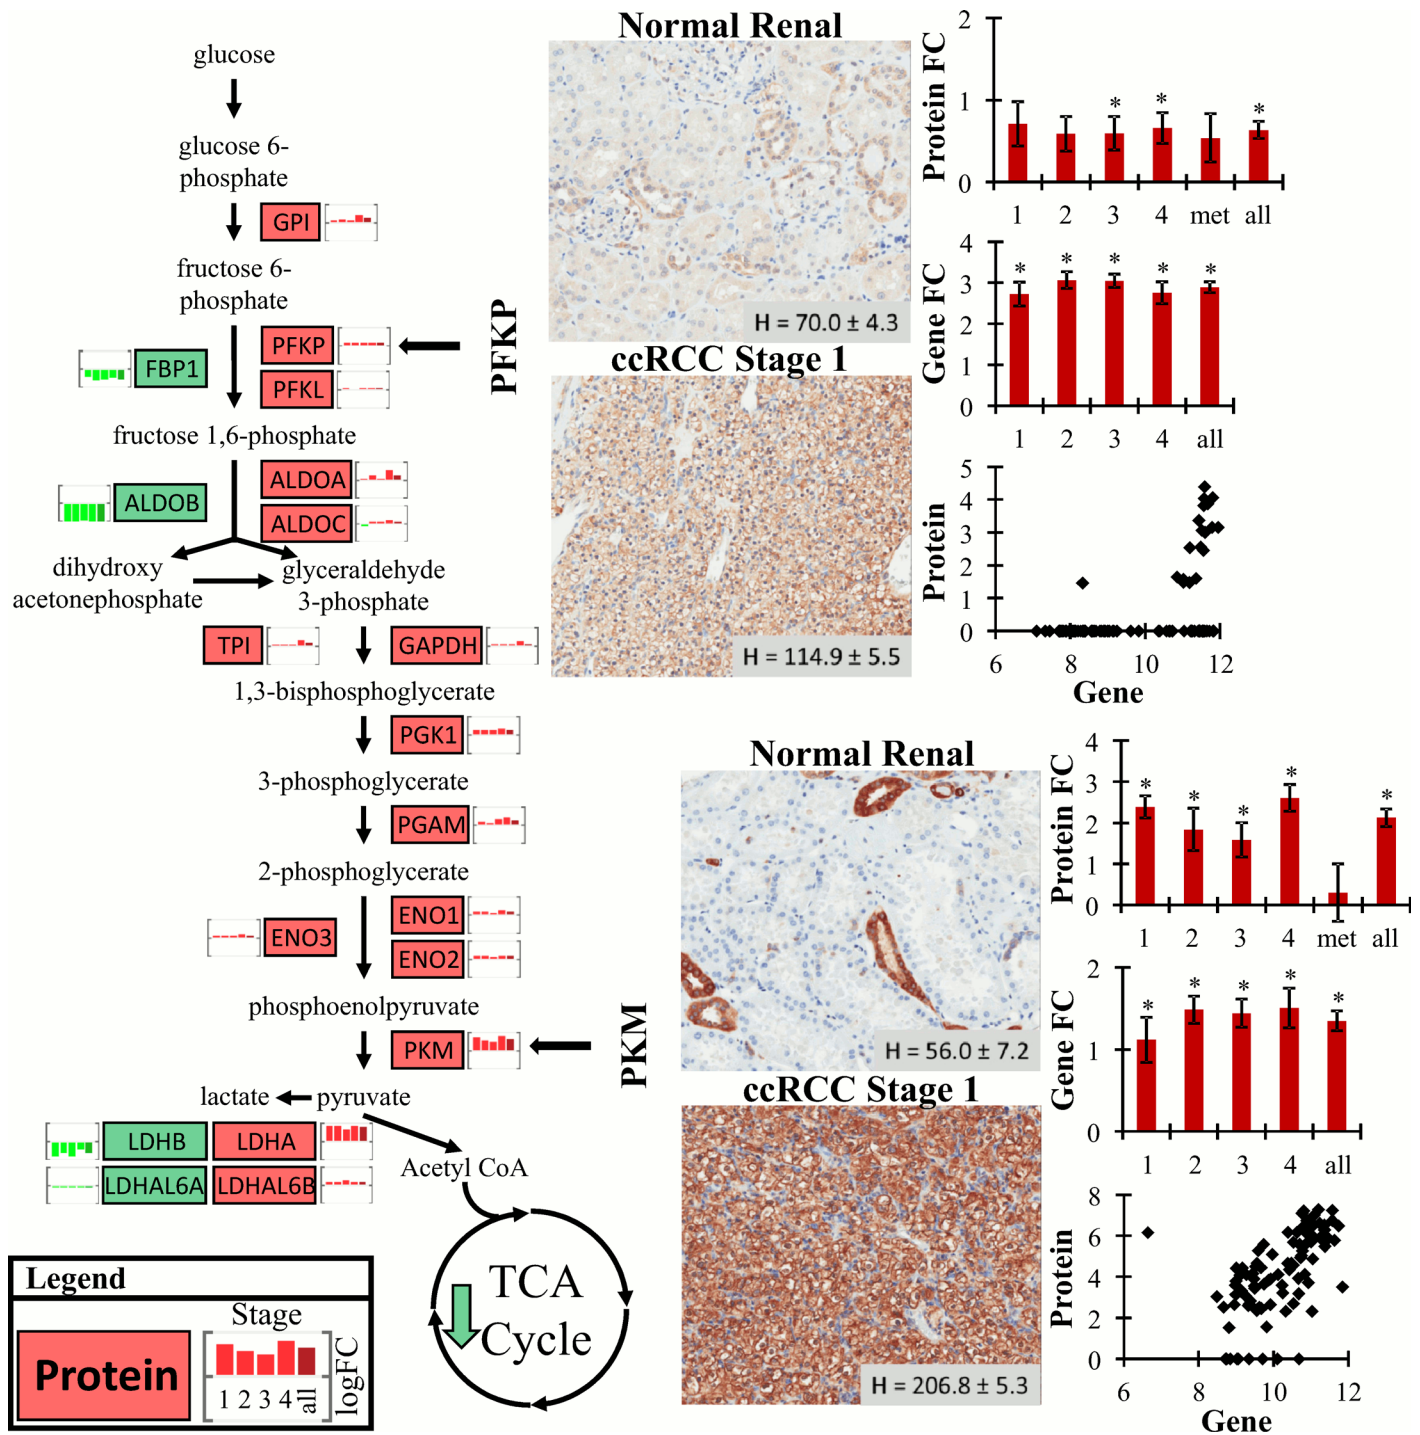 glucose
glucose 6-
phosphate
GPI
fructose 6-
phosphate
PFKP
FBP1
PFKL
fructose 1,6-phosphate
ALDOA
ALDOB
ALDOC
dihydroxy
acetonephosphate
glyceraldehyde
3-phosphate
TPI
GAPDH
1,3-bisphosphoglycerate
PGK1
3-phosphoglycerate
PGAM
2-phosphoglycerate
ENO1
ENO3
ENO2
phosphoenolpyruvate
PKM
lactate
pyruvate
LDHB
LDHA
LDHAL6A
LDHAL6B
Acetyl CoA
TCA
Cycle
Legend
Stage
Protein
1 2 3 4 all
logFC
PFKP
Normal Renal
H = 70.0 ± 4.3
ccRCC Stage 1
H = 114.9 ± 5.5
Protein FC
2
1
0
* * *
1 2 3 4 met all
Gene FC
4
3
2
1
0
* * * * *
1 2 3 4 all
Protein
5
4
3
2
1
0
6 8 10 12
Gene
PKM
Normal Renal
H = 56.0 ± 7.2
ccRCC Stage 1
H = 206.8 ± 5.3
Protein FC
4
3
2
1
0
* * * * *
1 2 3 4 met all
Gene FC
2
1
0
* * * * *
1 2 3 4 all
Protein
8
6
4
2
0
6 8 10 12
Gene